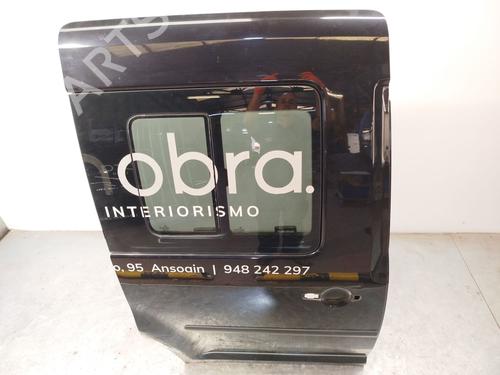 obra.
INTERIORISMO
o, 95 Ansoain | 948 242 297